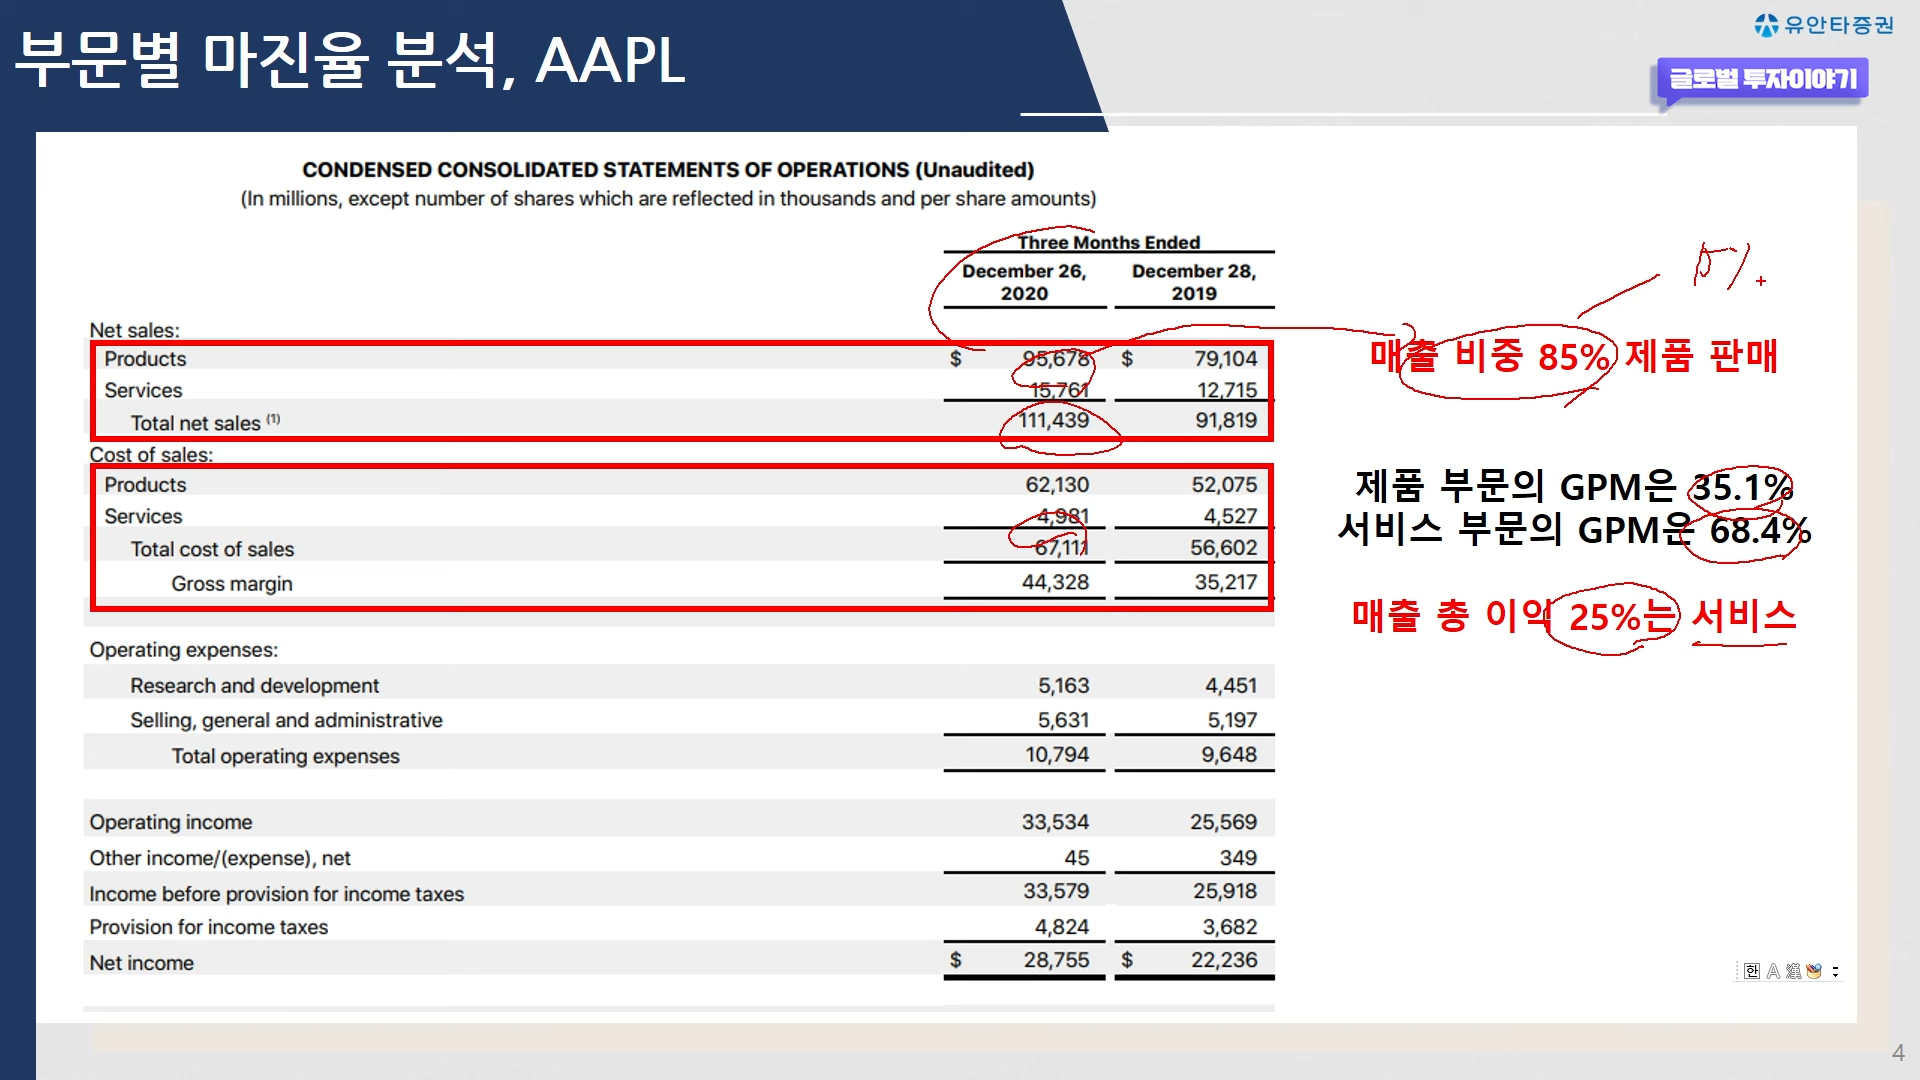 부문별 마진율 분석, AAPL
유안타증권
글로벌 투자이야기
CONDENSED CONSOLIDATED STATEMENTS OF OPERATIONS (Unaudited)
(In millions, except number of shares which are reflected in thousands and per share amounts)
Three Months Ended
December 26, 2020 December 28, 2019
Net sales:
Products $ 95,678 $ 79,104
Services 15,761 12,715
Total net sales (1) 111,439 91,819
Cost of sales:
Products 62,130 52,075
Services 4,981 4,527
Total cost of sales 67,111 56,602
Gross margin 44,328 35,217
Operating expenses:
Research and development 5,163 4,451
Selling, general and administrative 5,631 5,197
Total operating expenses 10,794 9,648
Operating income 33,534 25,569
Other income/(expense), net 45 349
Income before provision for income taxes 33,579 25,918
Provision for income taxes 4,824 3,682
Net income $ 28,755 $ 22,236
매출 비중 85% 제품 판매
제품 부문의 GPM은 35.1%
서비스 부문의 GPM은 68.4%
매출 총 이익 25%는 서비스
한 A 漢
4